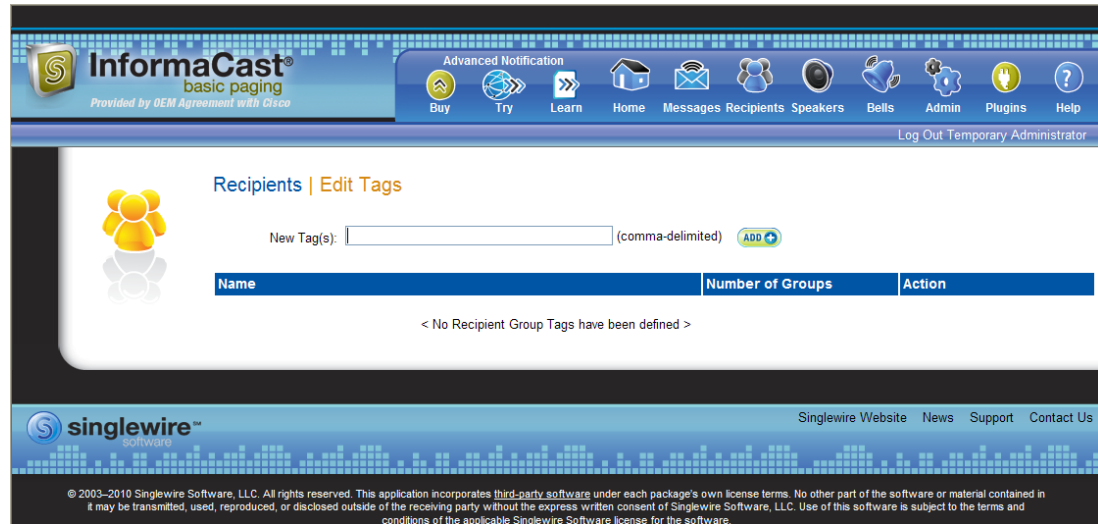 InformaCast®
basic paging
Provided by OEM Agreement with Cisco
Advanced Notification
Buy Try Learn Home Messages Recipients Speakers Bells Admin Plugins Help
Log Out Temporary Administrator
Recipients | Edit Tags
New Tag(s): (comma-delimited) ADD
Name Number of Groups Action
< No Recipient Group Tags have been defined >
singlewire℠
software
Singlewire Website News Support Contact Us
© 2003–2010 Singlewire Software, LLC. All rights reserved. This application incorporates third-party software under each package's own license terms. No other part of the software or material contained in
it may be transmitted, used, reproduced, or disclosed outside of the receiving party without the express written consent of Singlewire Software, LLC. Use of this software is subject to the terms and
conditions of the applicable Singlewire Software license for the software.